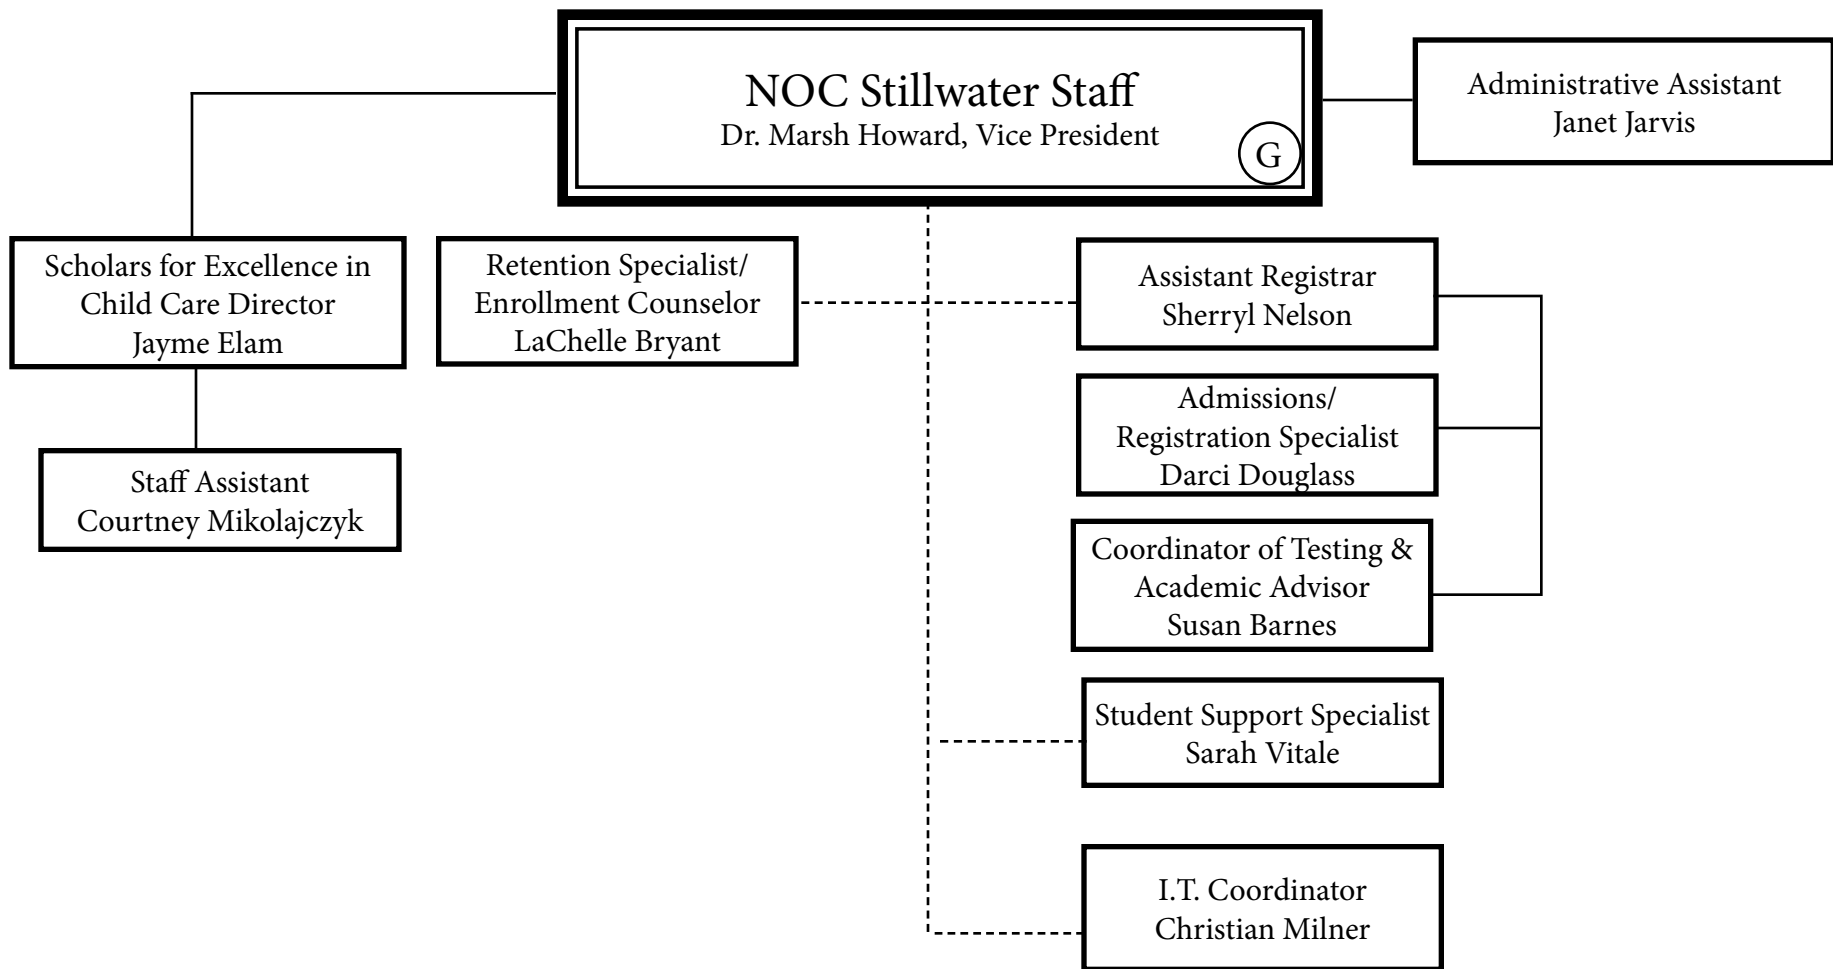 NOC Stillwater Staff
Dr. Marsh Howard, Vice President
G
Administrative Assistant
Janet Jarvis
Scholars for Excellence in
Child Care Director
Jayme Elam
Retention Specialist/
Enrollment Counselor
LaChelle Bryant
Assistant Registrar
Sherryl Nelson
Admissions/
Registration Specialist
Darci Douglass
Staff Assistant
Courtney Mikolajczyk
Coordinator of Testing &
Academic Advisor
Susan Barnes
Student Support Specialist
Sarah Vitale
I.T. Coordinator
Christian Milner